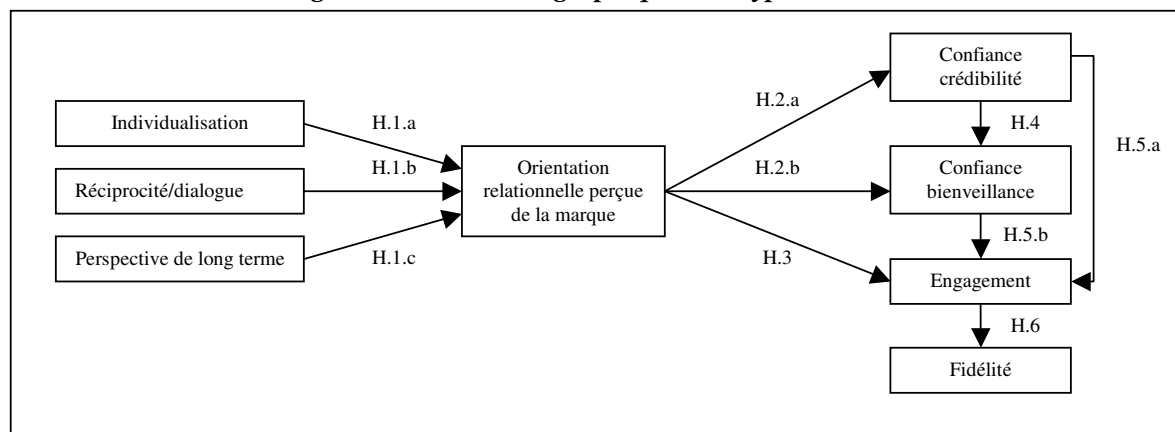 Individualisation
Réciprocité/dialogue
Perspective de long terme
H.1.a
H.1.b
H.1.c
Orientation
relationnelle perçue
de la marque
H.2.a
H.2.b
H.3
Confiance
crédibilité
H.4
Confiance
bienveillance
H.5.a
H.5.b
Engagement
H.6
Fidélité